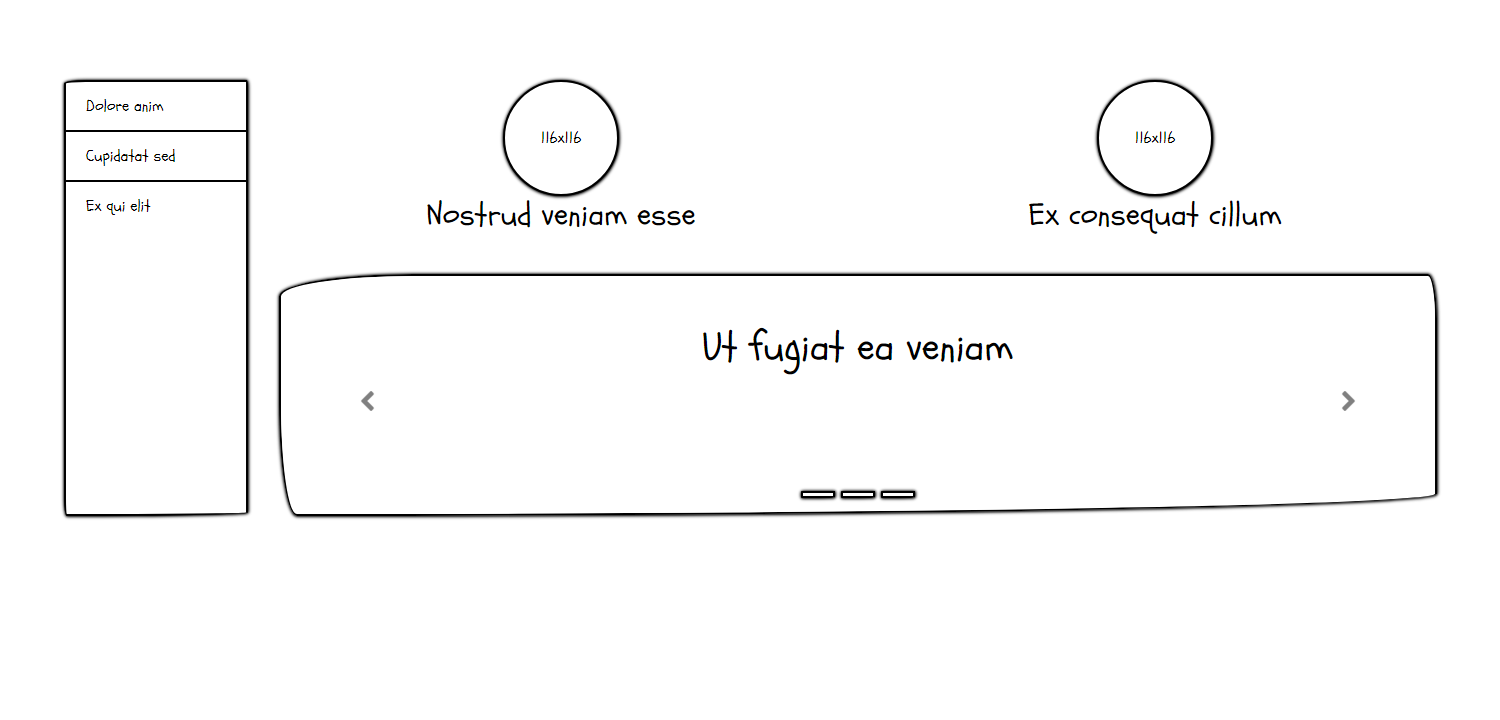 Dolore anim
Cupidatat sed
Ex qui elit
116x116
Nostrud veniam esse
116x116
Ex consequat cillum
Ut fugiat ea veniam